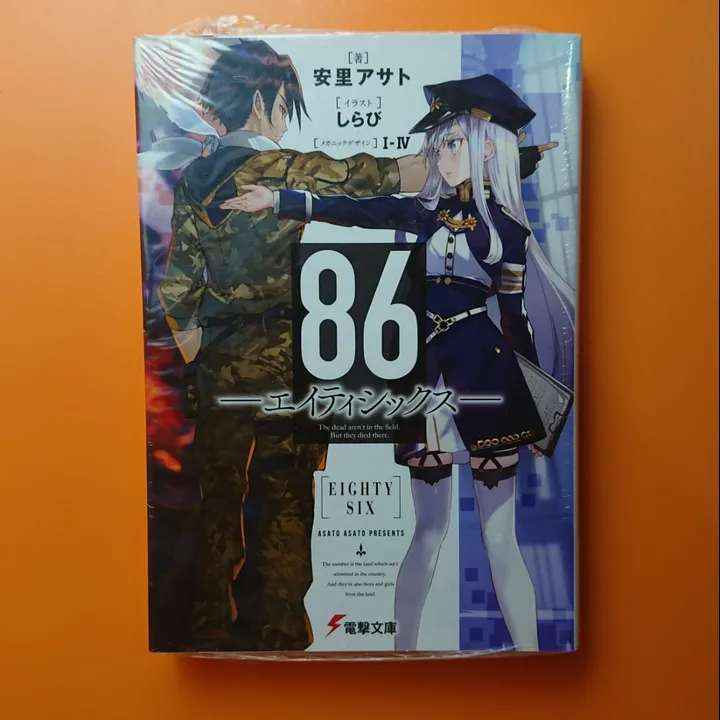 [著]
安里アサト
[イラスト]
しらび
[メカニックデザイン] I-Ⅳ
86
―エイティシックス―
The dead aren't in the field.
But they died there.
[EIGHTY
SIX]
ASATO ASATO PRESENTS
The number is the land which isn't
admitted in the country.
And they're also boys and girls
from the land.
電撃文庫